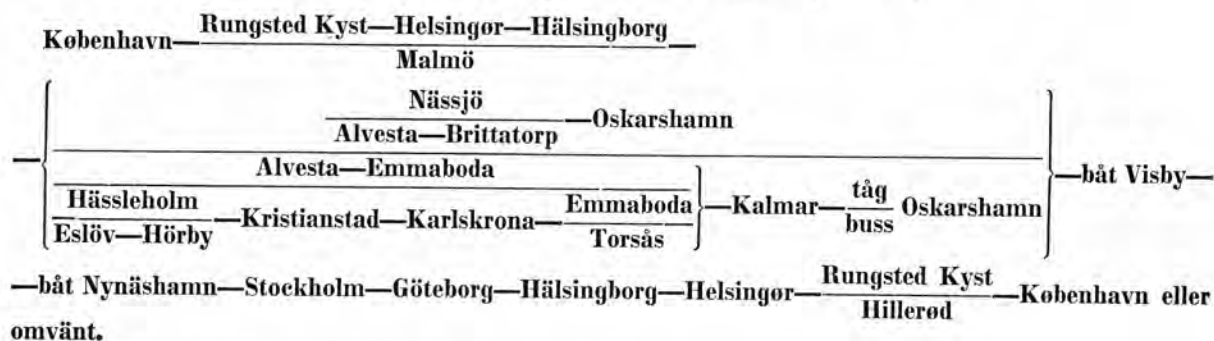 København—Rungsted Kyst—Helsingør—Hälsingborg—
Malmö
Nässjö
—Alvesta—Brittatorp—Oskarshamn
Alvesta—Emmaboda
Hässleholm
Eslöv—Hörby—Kristianstad—Karlskrona—Emmaboda
Torsås
—Kalmar—tåg
buss Oskarshamn
—båt Visby—
—båt Nynäshamn—Stockholm—Göteborg—Hälsingborg—Helsingør—Rungsted Kyst
Hillerød—København eller
omvänt.